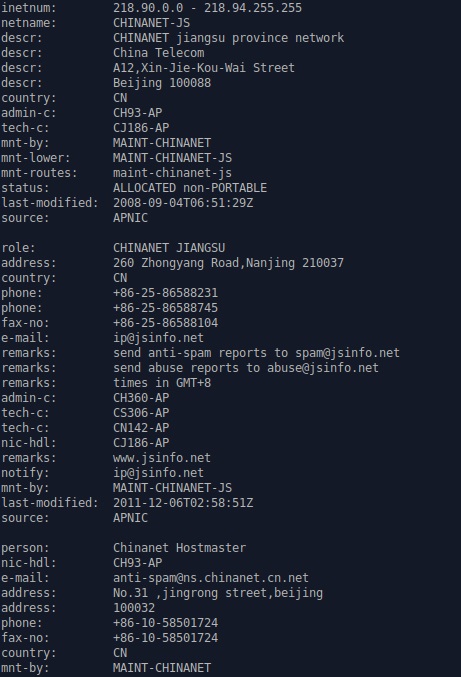 inetnum:        218.90.0.0 - 218.94.255.255
netname:        CHINANET-JS
descr:          CHINANET jiangsu province network
descr:          China Telecom
descr:          A12,Xin-Jie-Kou-Wai Street
descr:          Beijing 100088
country:        CN
admin-c:        CH93-AP
tech-c:         CJ186-AP
mnt-by:         MAINT-CHINANET
mnt-lower:      MAINT-CHINANET-JS
mnt-routes:     maint-chinanet-js
status:         ALLOCATED non-PORTABLE
last-modified:  2008-09-04T06:51:29Z
source:         APNIC

role:           CHINANET JIANGSU
address:        260 Zhongyang Road,Nanjing 210037
country:        CN
phone:          +86-25-86588231
phone:          +86-25-86588745
fax-no:         +86-25-86588104
e-mail:         ip@jsinfo.net
remarks:        send anti-spam reports to spam@jsinfo.net
remarks:        send abuse reports to abuse@jsinfo.net
remarks:        times in GMT+8
admin-c:        CH360-AP
tech-c:         CS306-AP
tech-c:         CN142-AP
nic-hdl:        CJ186-AP
remarks:        www.jsinfo.net
notify:         ip@jsinfo.net
mnt-by:         MAINT-CHINANET-JS
last-modified:  2011-12-06T02:58:51Z
source:         APNIC

person:         Chinanet Hostmaster
nic-hdl:        CH93-AP
e-mail:         anti-spam@ns.chinanet.cn.net
address:        No.31 ,jingrong street,beijing
address:        100032
phone:          +86-10-58501724
fax-no:         +86-10-58501724
country:        CN
mnt-by:         MAINT-CHINANET